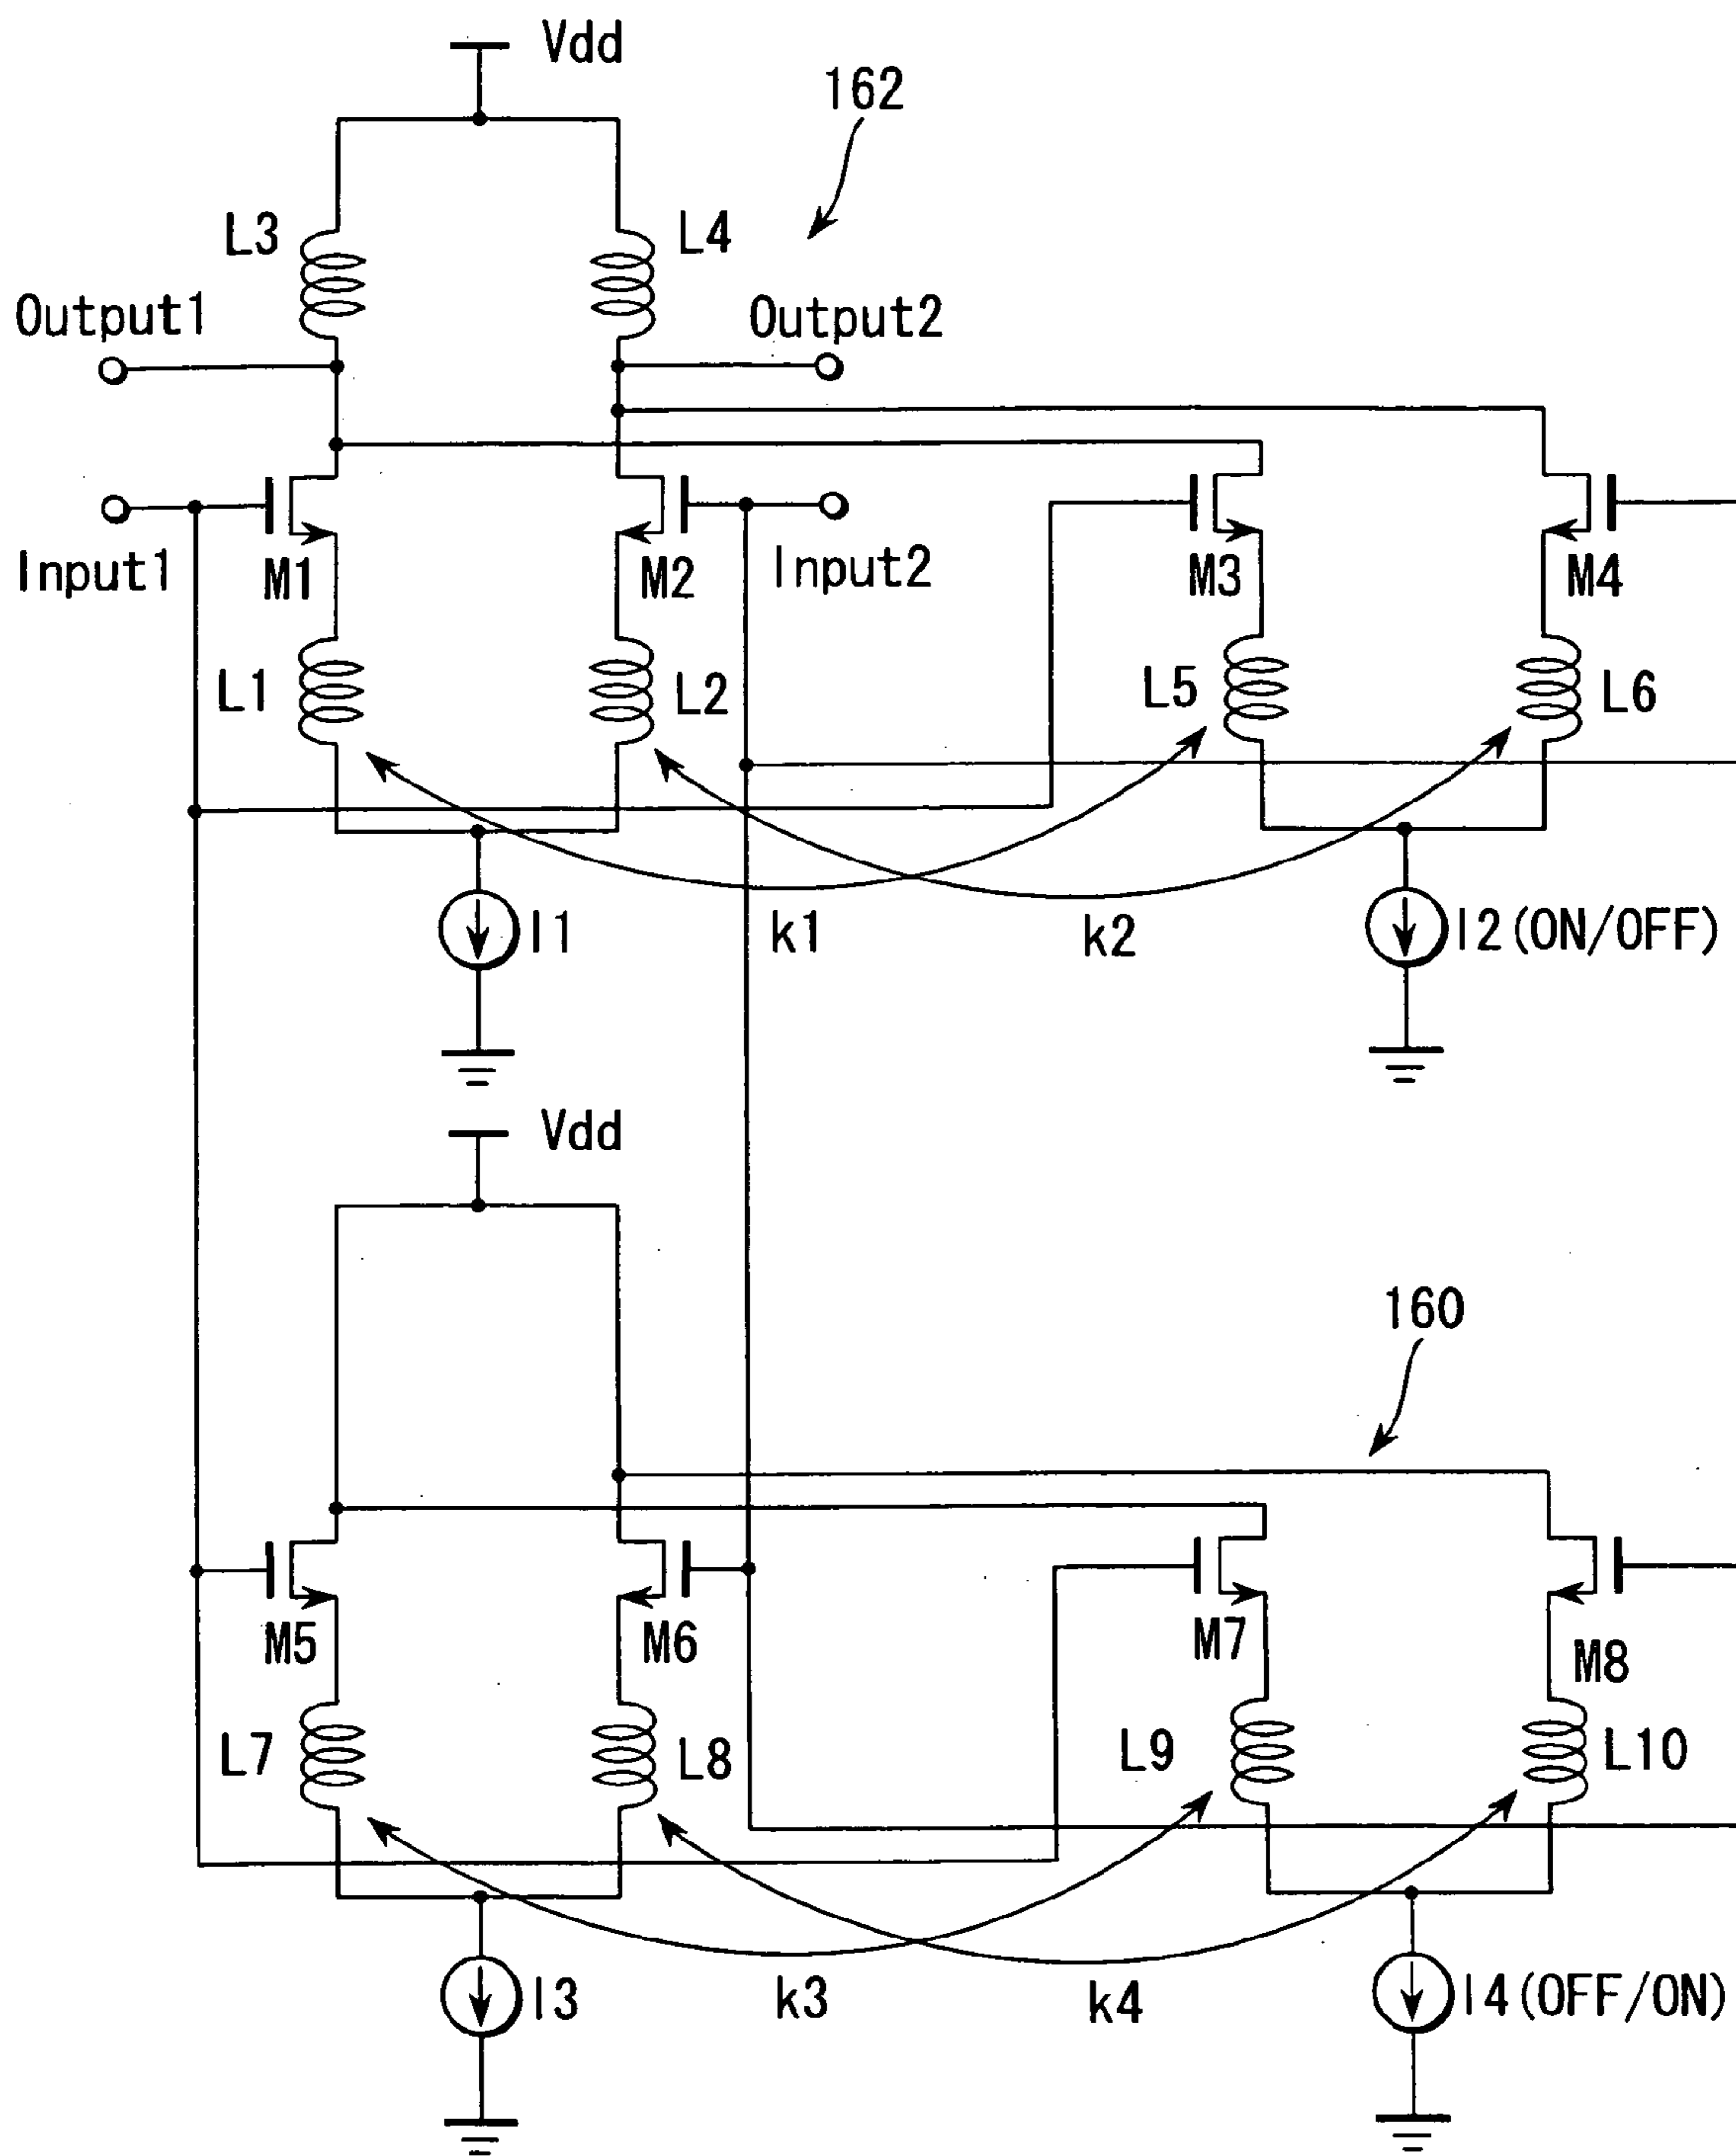 Vdd
162
L3
L4
Output1
Output2
Input1
M1
M2
Input2
M3
M4
L1
L2
L5
L6
I1
k1
k2
I2(ON/OFF)
Vdd
160
M5
M6
M7
M8
L7
L8
L9
L10
I3
k3
k4
I4(OFF/ON)